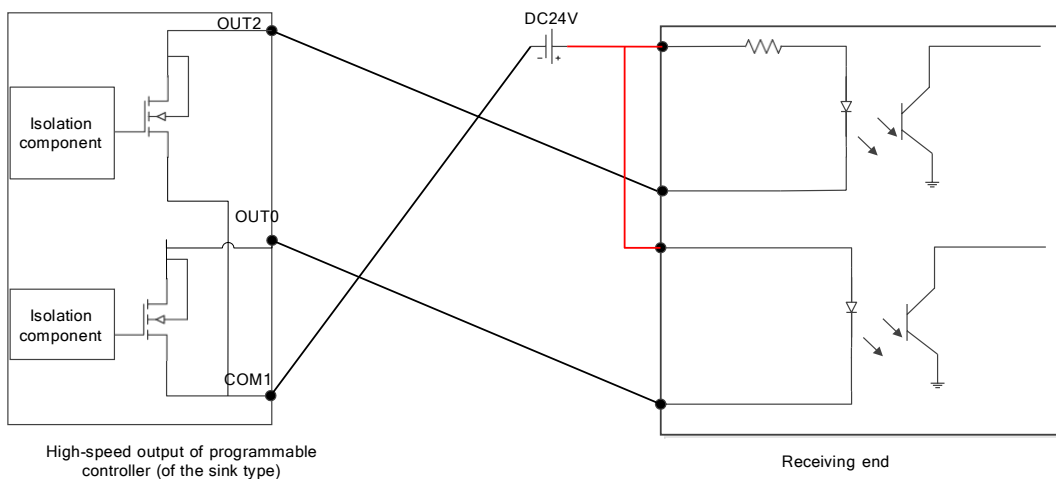 OUT2
DC24V
- +
Isolation
component
OUT0
Isolation
component
COM1
High-speed output of programmable
controller (of the sink type)
Receiving end